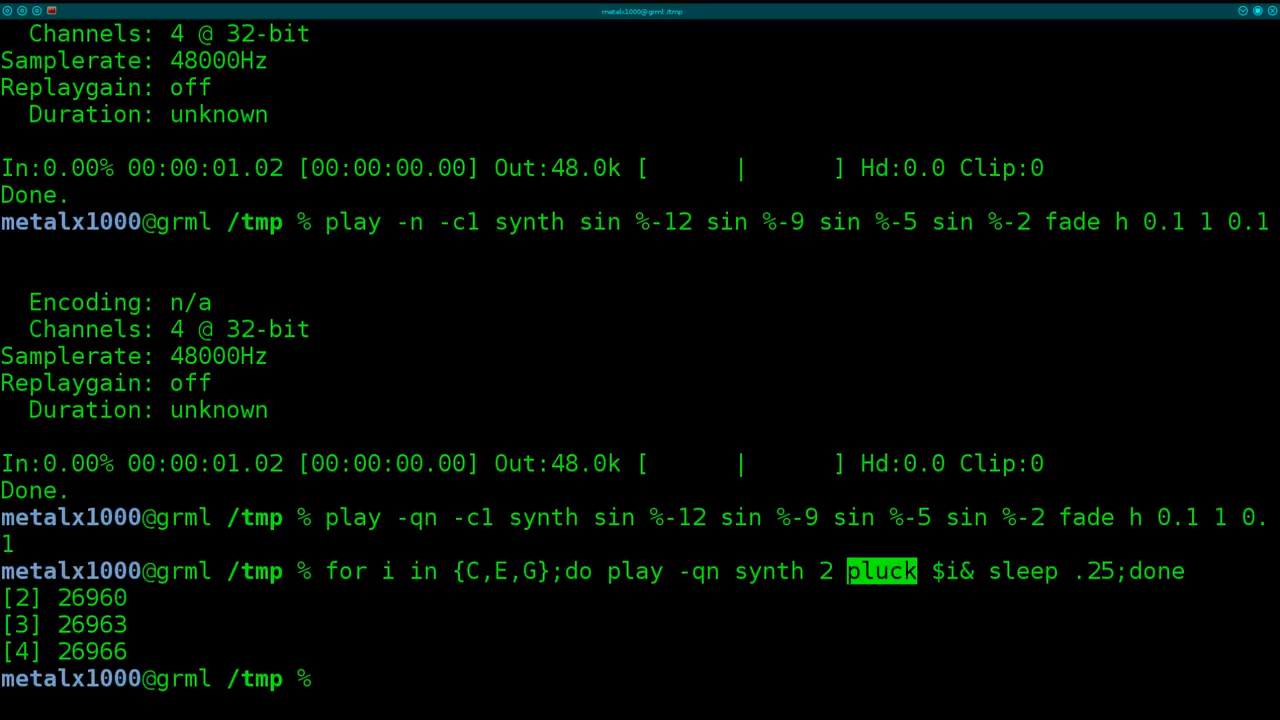 metalx1000@grml: /tmp
  Channels: 4 @ 32-bit
Samplerate: 48000Hz
Replaygain: off
  Duration: unknown
In:0.00% 00:00:01.02 [00:00:00.00] Out:48.0k [      |      ] Hd:0.0 Clip:0
Done.
metalx1000@grml /tmp % play -n -c1 synth sin %-12 sin %-9 sin %-5 sin %-2 fade h 0.1 1 0.1
  Encoding: n/a
  Channels: 4 @ 32-bit
Samplerate: 48000Hz
Replaygain: off
  Duration: unknown
In:0.00% 00:00:01.02 [00:00:00.00] Out:48.0k [      |      ] Hd:0.0 Clip:0
Done.
metalx1000@grml /tmp % play -qn -c1 synth sin %-12 sin %-9 sin %-5 sin %-2 fade h 0.1 1 0.
1
metalx1000@grml /tmp % for i in {C,E,G};do play -qn synth 2 pluck $i& sleep .25;done
[2] 26960
[3] 26963
[4] 26966
metalx1000@grml /tmp %